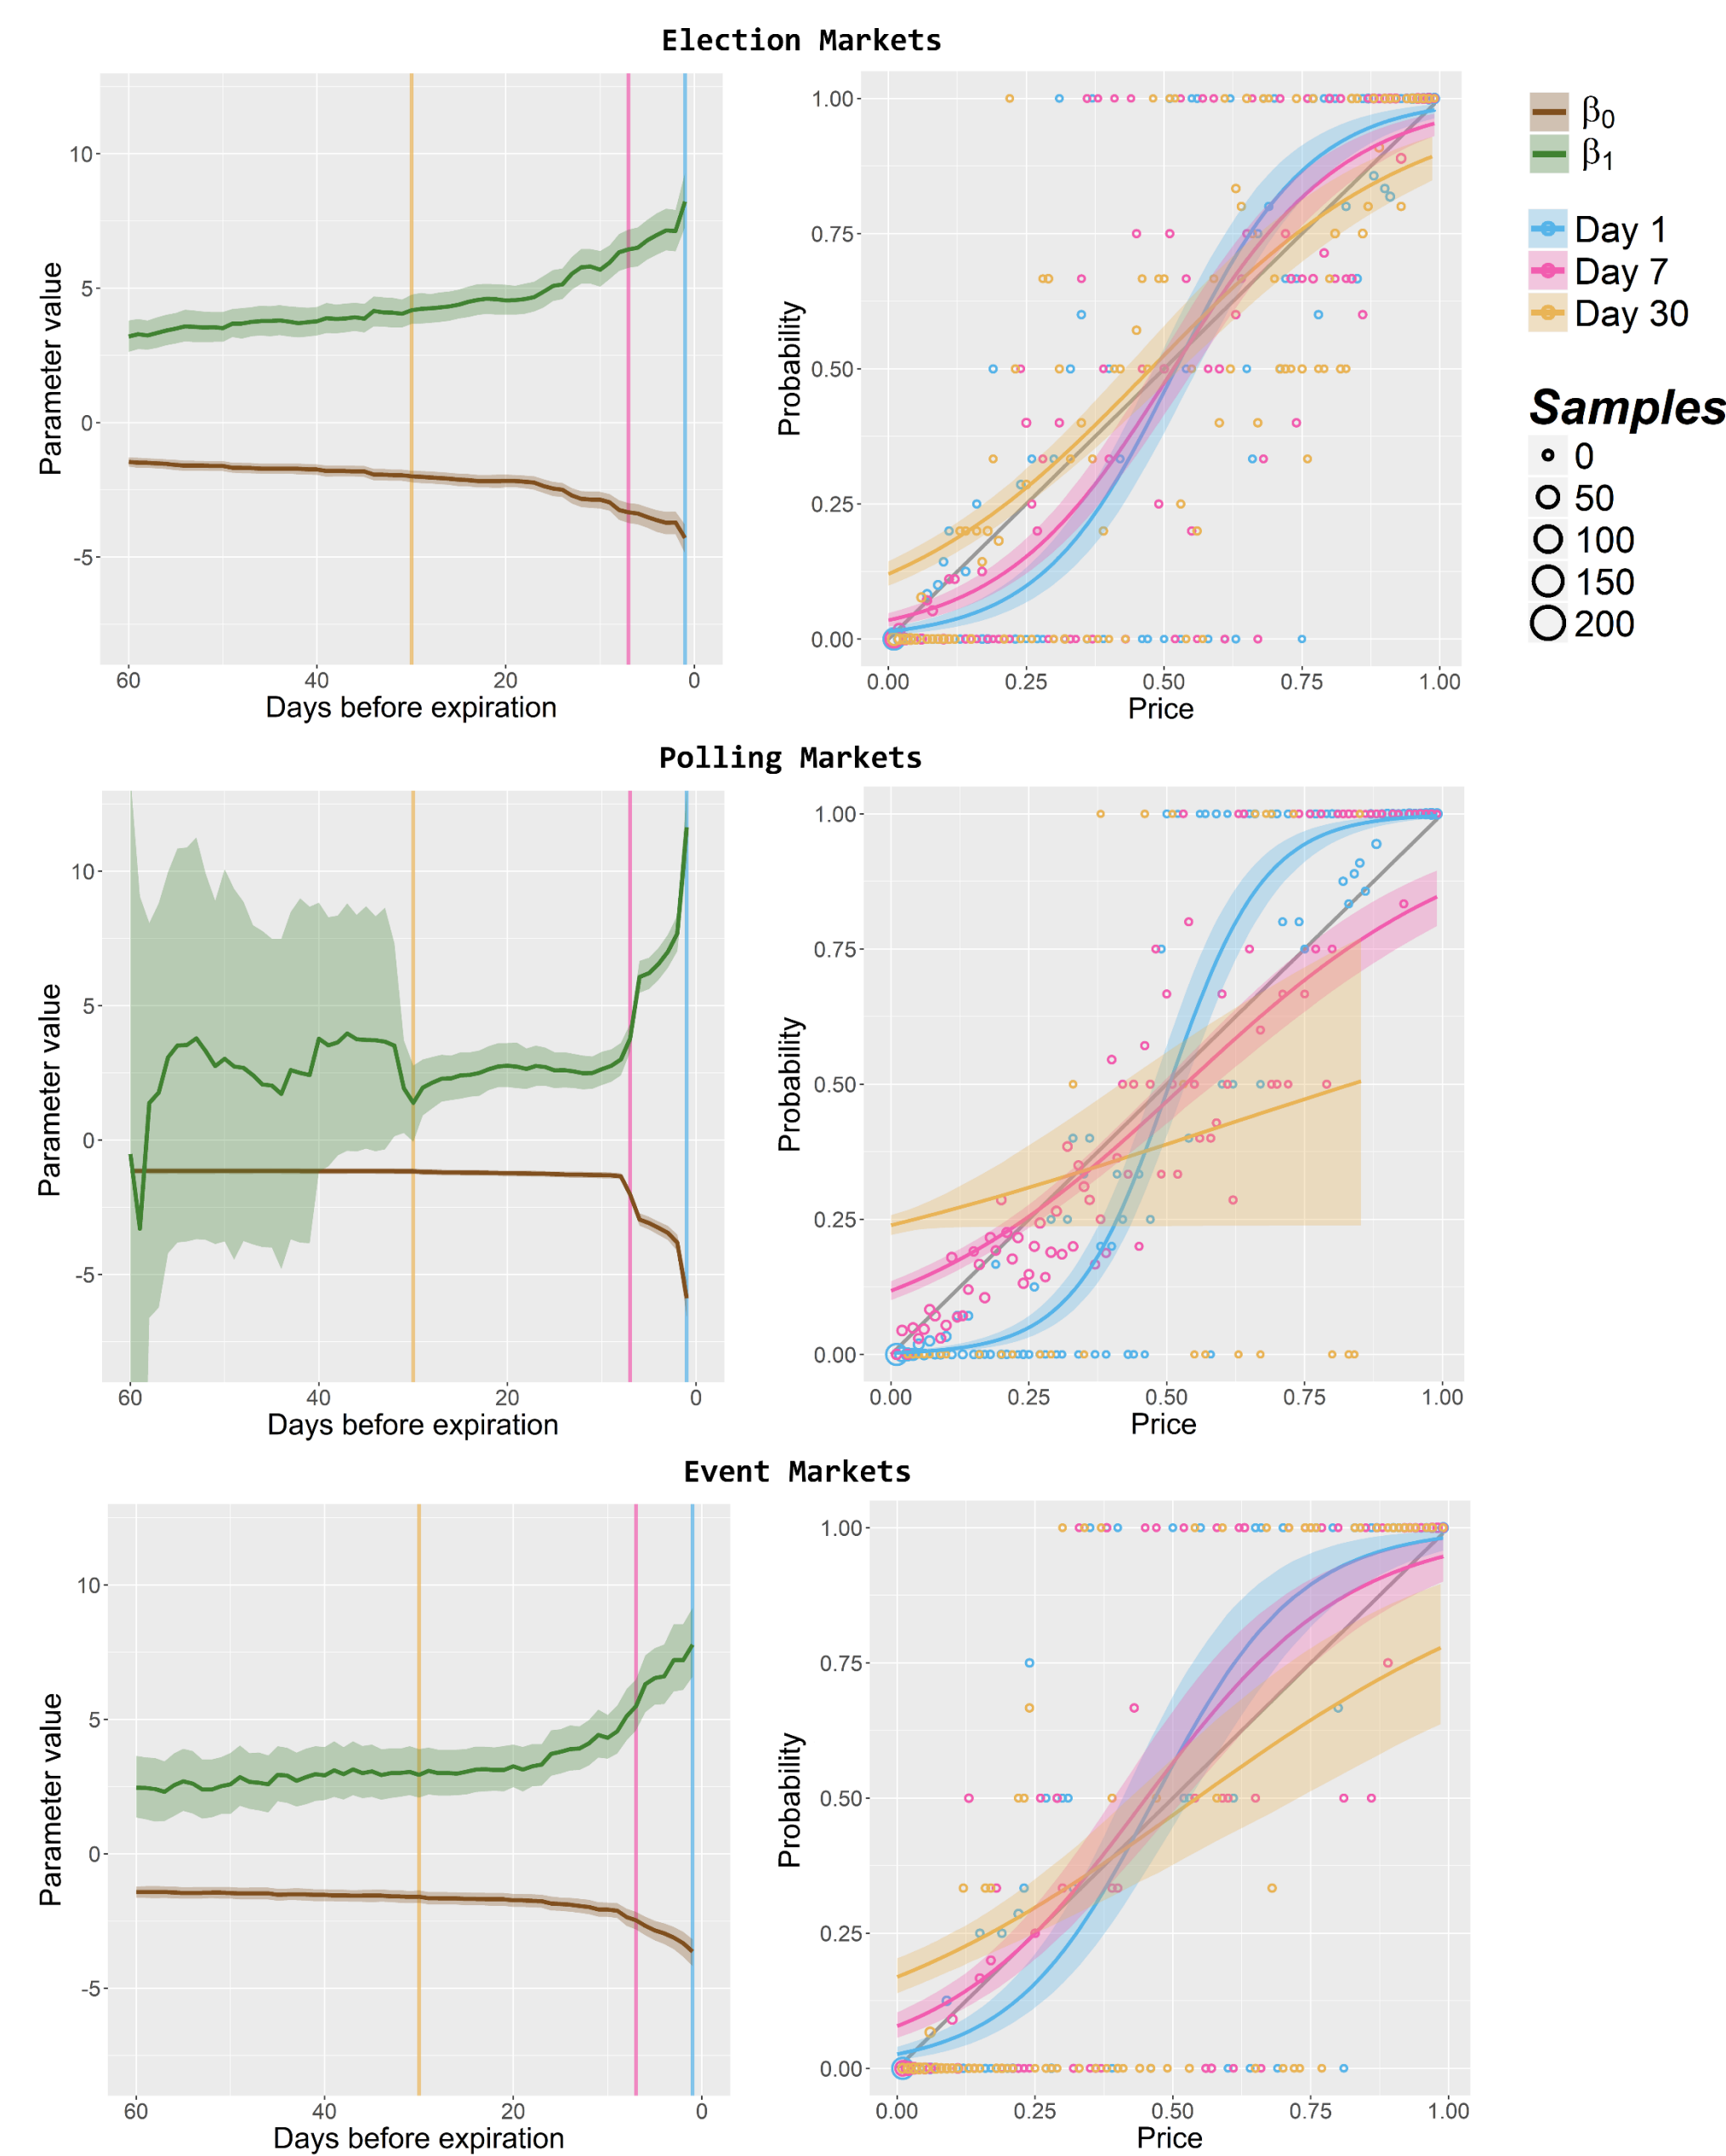 Election Markets
10
5
0
-5
Parameter value
60
40
20
0
Days before expiration
1.00
0.75
0.50
0.25
0.00
Probability
0.00
0.25
0.50
0.75
1.00
Price
β0
β1
Day 1
Day 7
Day 30
Samples
0
50
100
150
200
Polling Markets
10
5
0
-5
Parameter value
60
40
20
0
Days before expiration
1.00
0.75
0.50
0.25
0.00
Probability
0.00
0.25
0.50
0.75
1.00
Price
Event Markets
10
5
0
-5
Parameter value
60
40
20
0
Days before expiration
1.00
0.75
0.50
0.25
0.00
Probability
0.00
0.25
0.50
0.75
1.00
Price